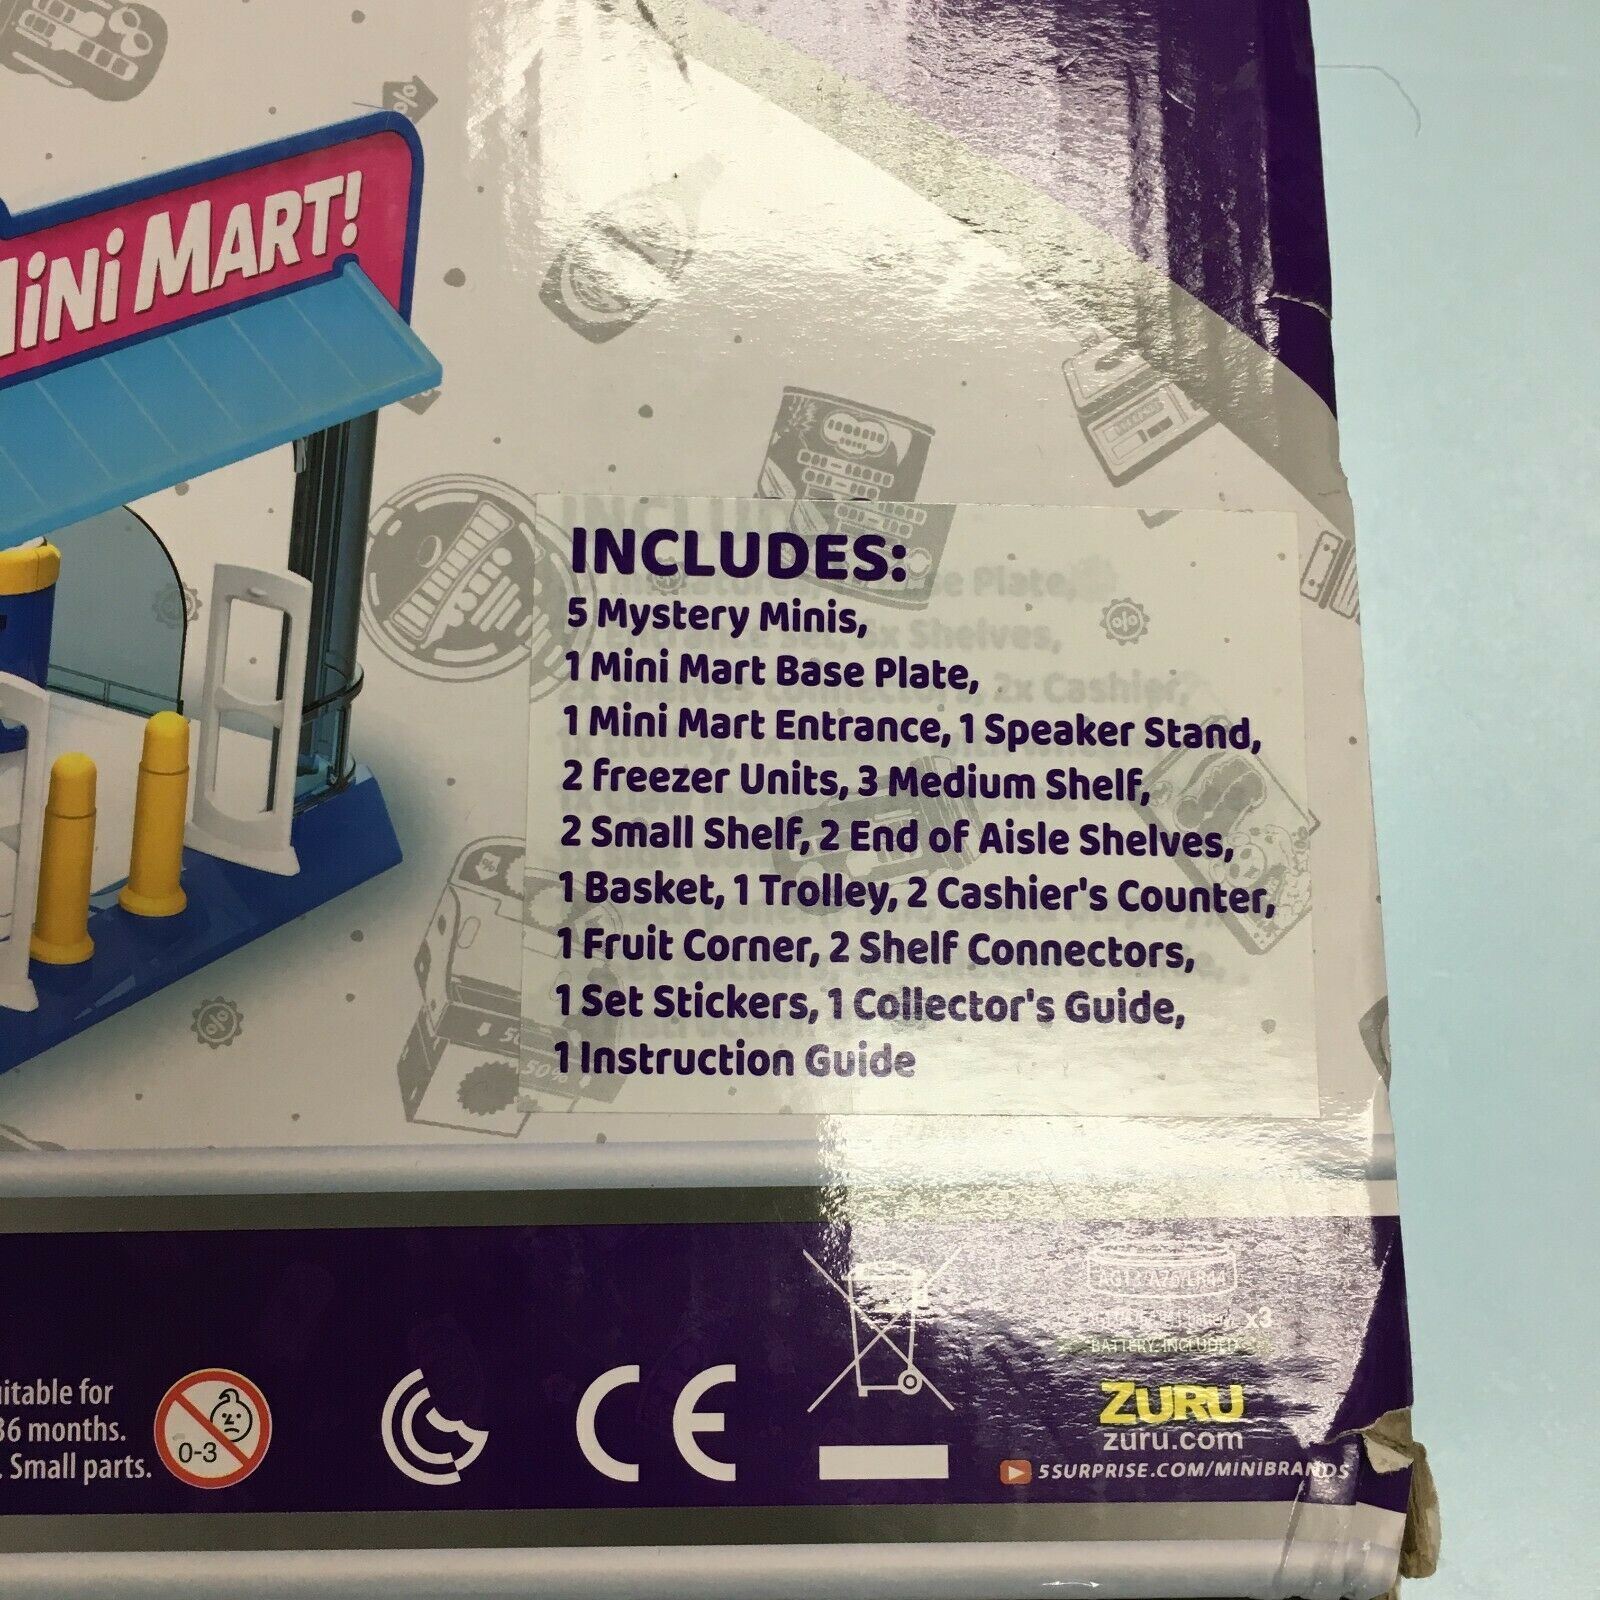 MiNi MART!
INCLUDES:
5 Mystery Minis,
1 Mini Mart Base Plate,
1 Mini Mart Entrance, 1 Speaker Stand,
2 Freezer Units, 3 Medium Shelf,
2 Small Shelf, 2 End of Aisle Shelves,
1 Basket, 1 Trolley, 2 Cashier's Counter,
1 Fruit Corner, 2 Shelf Connectors,
1 Set Stickers, 1 Collector's Guide,
1 Instruction Guide
50%
x3
BATTERY INCLUDED
for
36 months.
Small parts.
0-3
CE
ZURU
zuru.com
5SURPRISE.COM/MINIBRANDS